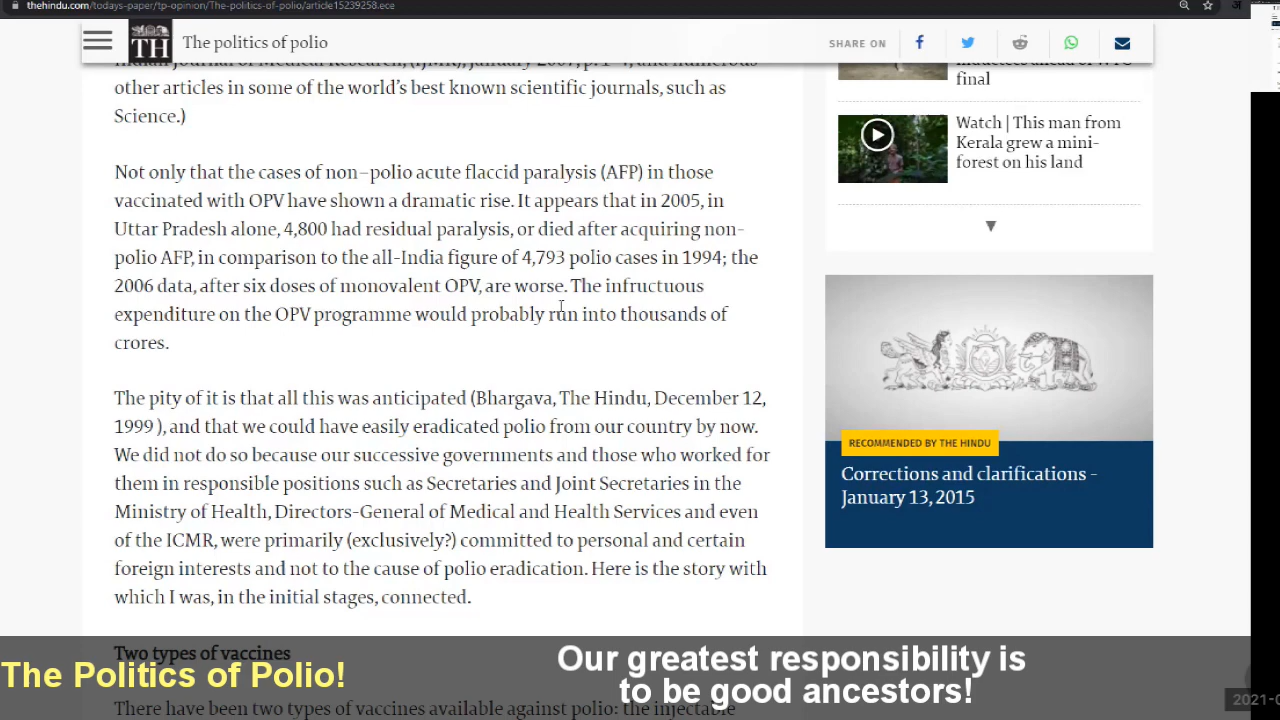 thehindu.com/todays-paper/tp-opinion/The-politics-of-polio/article15239258.ece
TH
The politics of polio
SHARE ON
other articles in some of the world's best known scientific journals, such as
Science.)
Not only that the cases of non-polio acute flaccid paralysis (AFP) in those
vaccinated with OPV have shown a dramatic rise. It appears that in 2005, in
Uttar Pradesh alone, 4,800 had residual paralysis, or died after acquiring non-
polio AFP, in comparison to the all-India figure of 4,793 polio cases in 1994; the
2006 data, after six doses of monovalent OPV, are worse. The infructuous
expenditure on the OPV programme would probably run into thousands of
crores.
The pity of it is that all this was anticipated (Bhargava, The Hindu, December 12,
1999 ), and that we could have easily eradicated polio from our country by now.
We did not do so because our successive governments and those who worked for
them in responsible positions such as Secretaries and Joint Secretaries in the
Ministry of Health, Directors-General of Medical and Health Services and even
of the ICMR, were primarily (exclusively?) committed to personal and certain
foreign interests and not to the cause of polio eradication. Here is the story with
which I was, in the initial stages, connected.
Two types of vaccines
There have been two types of vaccines available against polio: the injectable
final
Watch | This man from
Kerala grew a mini-
forest on his land
RECOMMENDED BY THE HINDU
Corrections and clarifications -
January 13, 2015
The Politics of Polio!
Our greatest responsibility is
to be good ancestors!